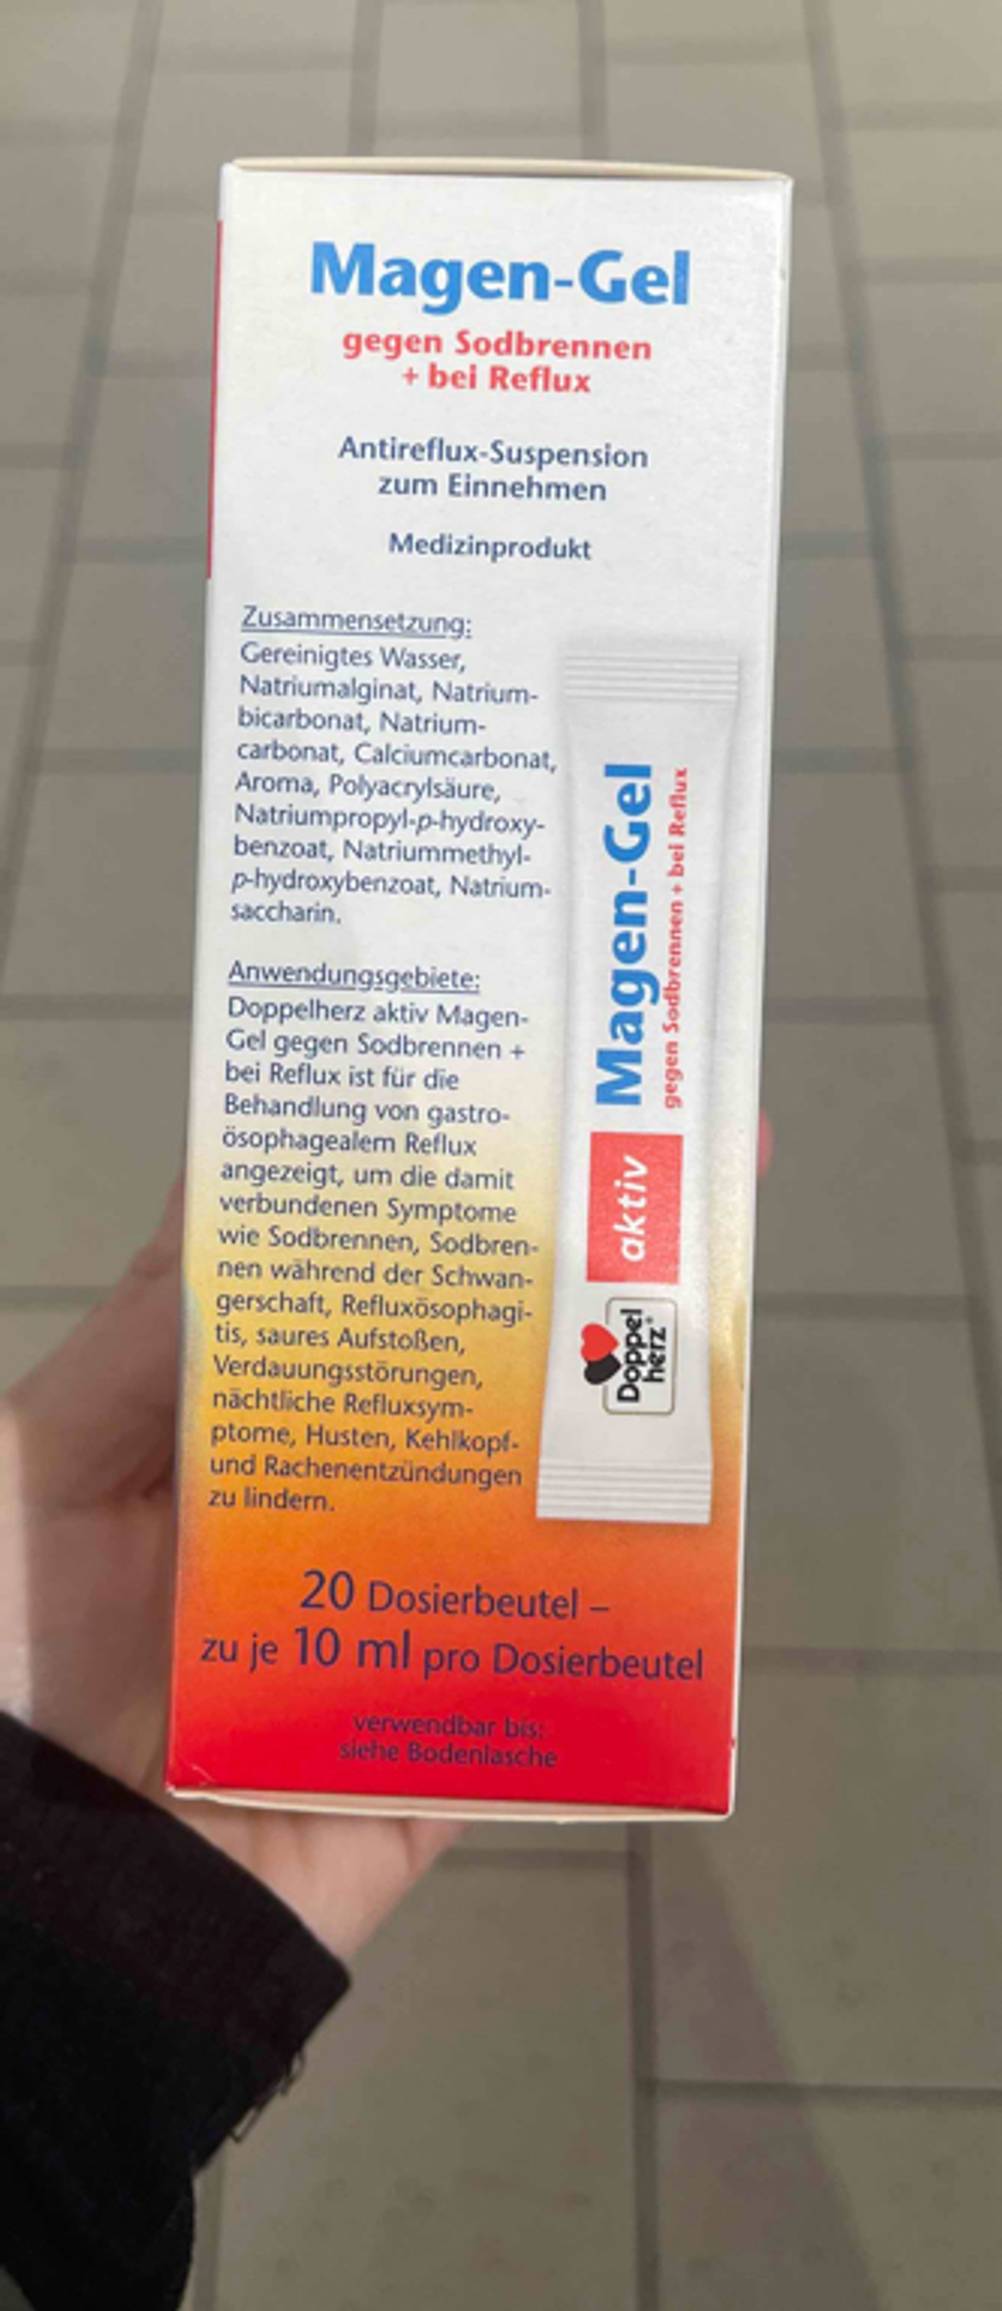 Magen-Gel
gegen Sodbrennen
+ bei Reflux
Antireflux-Suspension
zum Einnehmen
Medizinprodukt
Zusammensetzung:
Gereinigtes Wasser,
Natriumalginat, Natrium-
bicarbonat, Natrium-
carbonat, Calciumcarbonat,
Aroma, Polyacrylsäure,
Natriumpropyl-p-hydroxy-
benzoat, Natriummethyl-
p-hydroxybenzoat, Natrium-
saccharin.
Anwendungsgebiete:
Doppelherz aktiv Magen-
Gel gegen Sodbrennen +
bei Reflux ist für die
Behandlung von gastro-
ösophagealem Reflux
angezeigt, um die damit
verbundenen Symptome
wie Sodbrennen, Sodbren-
nen während der Schwan-
gerschaft, Refluxösophagi-
tis, saures Aufstoßen,
Verdauungsstörungen,
nächtliche Refluxsym-
ptome, Husten, Kehlkopf-
und Rachenentzündungen
zu lindern.
Doppel
herz®
aktiv
Magen-Gel
gegen Sodbrennen + bei Reflux
20 Dosierbeutel –
zu je 10 ml pro Dosierbeutel
verwendbar bis:
siehe Bodenlasche